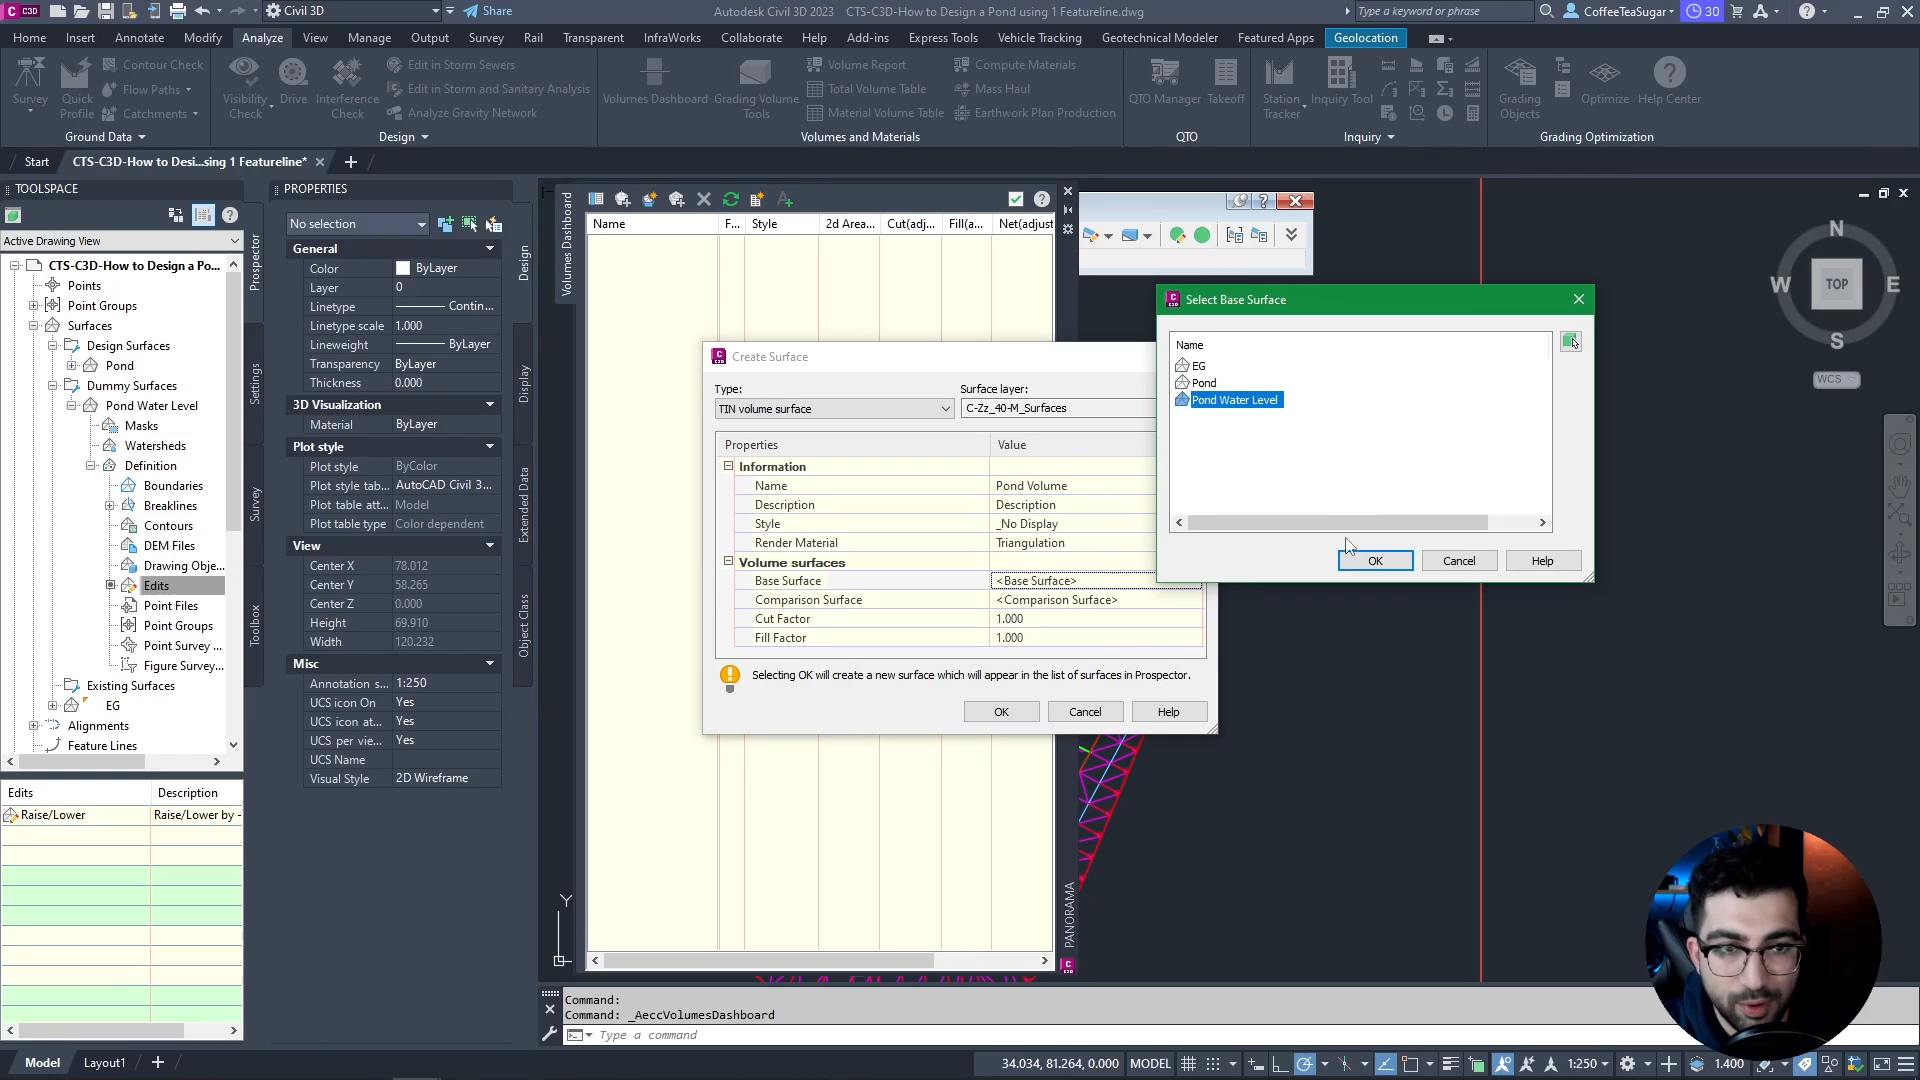 C3D
Civil 3D
Share
Autodesk Civil 3D 2023
CTS-C3D-How to Design a Pond using 1 Featureline.dwg
Type a keyword or phrase
CoffeeTeaSugar
30
Home
Insert
Annotate
Modify
Analyze
View
Manage
Output
Survey
Rail
Transparent
InfraWorks
Collaborate
Help
Add-ins
Express Tools
Vehicle Tracking
Geotechnical Modeler
Featured Apps
Geolocation
Survey
Quick Profile
Contour Check
Flow Paths
Catchments
Visibility Check
Drive
Interference Check
Edit in Storm Sewers
Edit in Storm and Sanitary Analysis
Analyze Gravity Network
Volumes Dashboard
Grading Volume Tools
Volume Report
Total Volume Table
Material Volume Table
Compute Materials
Mass Haul
Earthwork Plan Production
QTO Manager
Takeoff
Station Tracker
Inquiry Tool
Grading Objects
Optimize
Help Center
Ground Data
Design
Volumes and Materials
QTO
Inquiry
Grading Optimization
Start
CTS-C3D-How to Desi...sing 1 Featureline*
TOOLSPACE
Active Drawing View
CTS-C3D-How to Design a Po...
Points
Point Groups
Surfaces
Design Surfaces
Pond
Dummy Surfaces
Pond Water Level
Masks
Watersheds
Definition
Boundaries
Breaklines
Contours
DEM Files
Drawing Obje...
Edits
Point Files
Point Groups
Point Survey ...
Figure Survey...
Existing Surfaces
EG
Alignments
Feature Lines
Prospector
Settings
Survey
Toolbox
Edits
Description
Raise/Lower
Raise/Lower by -
PROPERTIES
No selection
General
Color
ByLayer
Layer
0
Linetype
Contin...
Linetype scale
1.000
Lineweight
ByLayer
Transparency
ByLayer
Thickness
0.000
3D Visualization
Material
ByLayer
Plot style
Plot style
ByColor
Plot style tab...
AutoCAD Civil 3...
Plot table att...
Model
Plot table type
Color dependent
View
Center X
78.012
Center Y
58.265
Center Z
0.000
Height
69.910
Width
120.232
Misc
Annotation s...
1:250
UCS icon On
Yes
UCS icon at...
Yes
UCS per vie...
Yes
UCS Name
Visual Style
2D Wireframe
Design
Display
Extended Data
Object Class
Volumes Dashboard
Name
F...
Style
2d Area...
Cut(adj...
Fill(a...
Net(adjust
PANORAMA
Create Surface
Type:
Surface layer:
TIN volume surface
C-Zz_40-M_Surfaces
Properties
Value
Information
Name
Pond Volume
Description
Description
Style
_No Display
Render Material
Triangulation
Volume surfaces
Base Surface
<Base Surface>
Comparison Surface
<Comparison Surface>
Cut Factor
1.000
Fill Factor
1.000
Selecting OK will create a new surface which will appear in the list of surfaces in Prospector.
OK
Cancel
Help
Select Base Surface
Name
EG
Pond
Pond Water Level
OK
Cancel
Help
N
W
TOP
E
S
WCS
Y
Command:
Command: _AeccVolumesDashboard
Type a command
Model
Layout1
34.034, 81.264, 0.000
MODEL
1:250
1.400